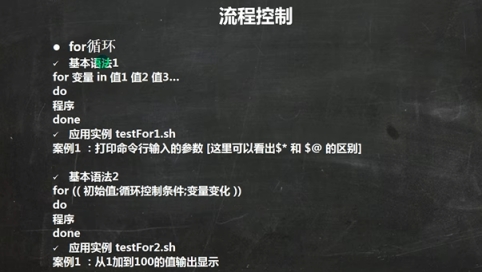 流程控制
● for循环
✓ 基本语法1
for 变量 in 值1 值2 值3…
do
程序
done
✓ 应用实例 testFor1.sh
案例1 ：打印命令行输入的参数 [这里可以看出$* 和 $@ 的区别]
✓ 基本语法2
for (( 初始值;循环控制条件;变量变化 ))
do
程序
done
✓ 应用实例 testFor2.sh
案例1 ：从1加到100的值输出显示